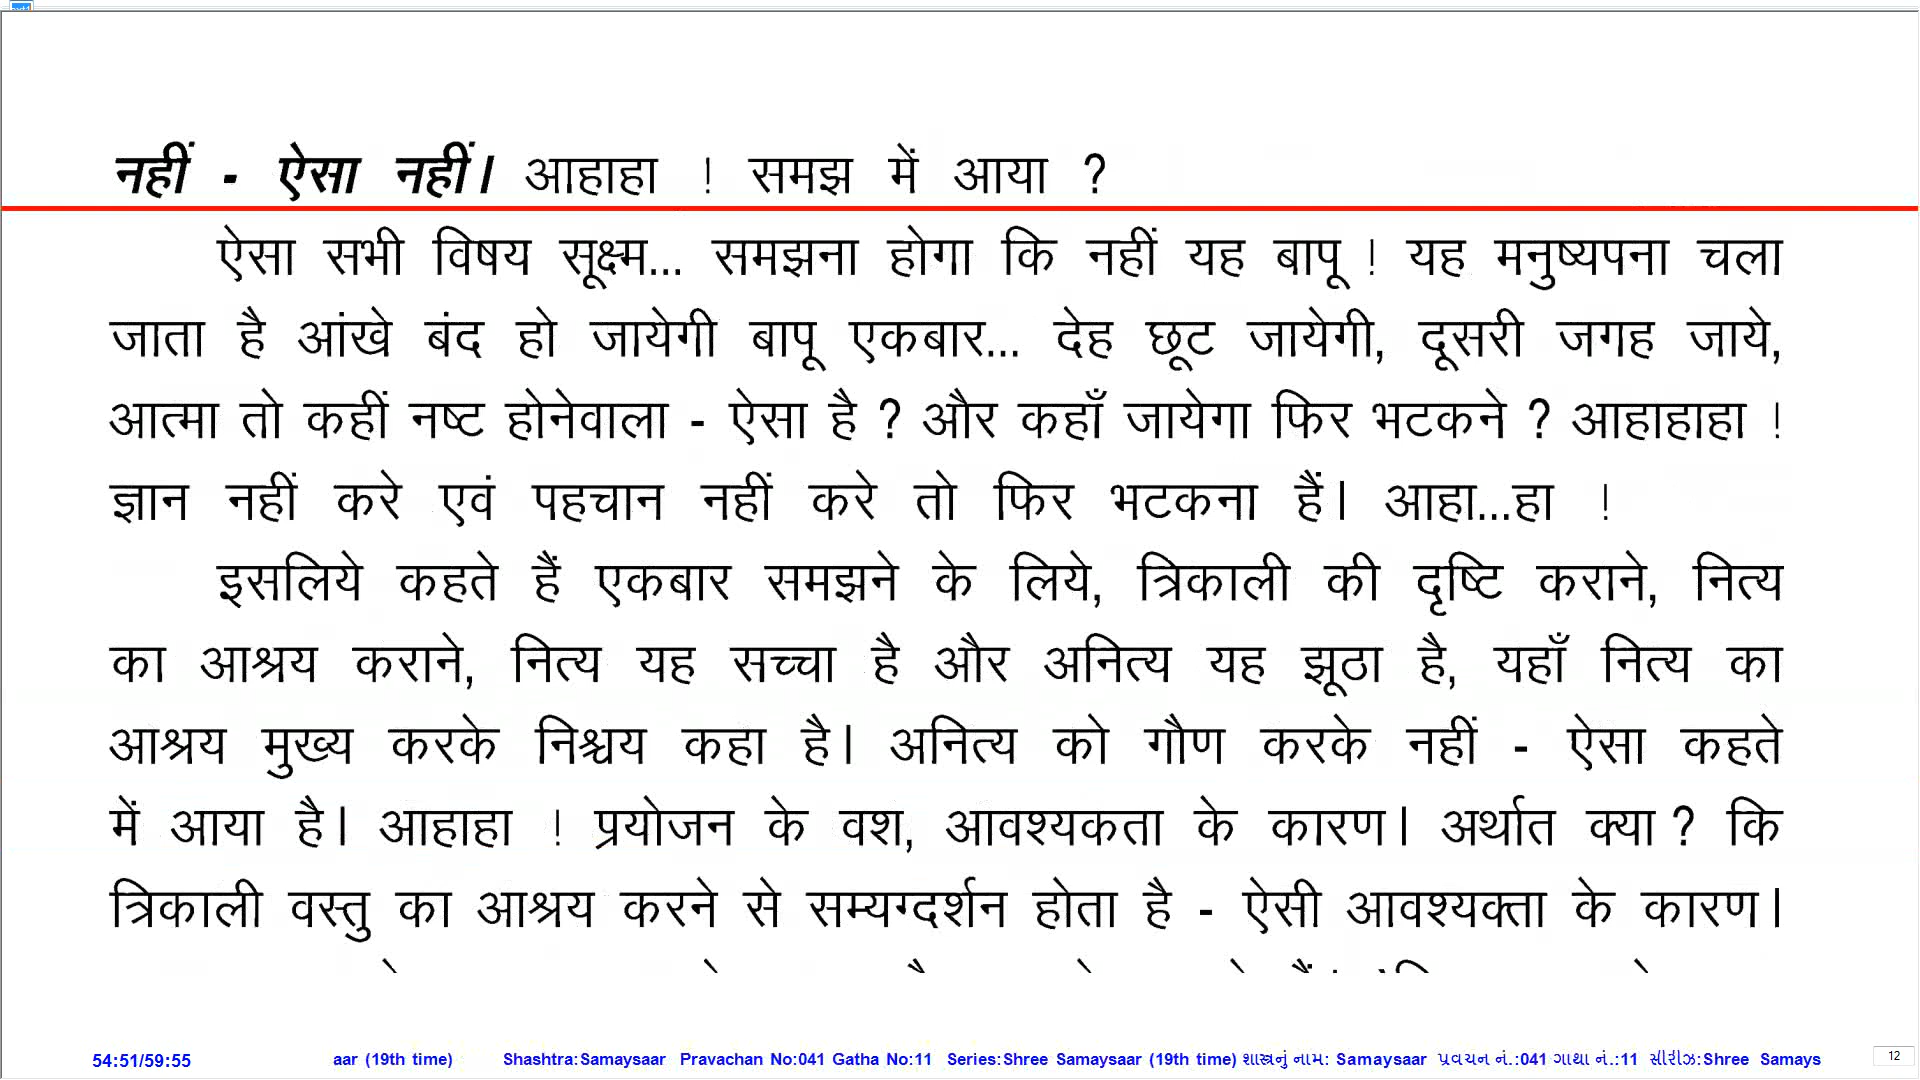 नहीं - ऐसा नहीं। आहाहा ! समझ में आया ?
ऐसा सभी विषय सूक्ष्म... समझना होगा कि नहीं यह बापू ! यह मनुष्यपना चला
जाता है आंखे बंद हो जायेगी बापू एकबार... देह छूट जायेगी, दूसरी जगह जाये,
आत्मा तो कहीं नष्ट होनेवाला - ऐसा है ? और कहाँ जायेगा फिर भटकने ? आहाहाहा !
ज्ञान नहीं करे एवं पहचान नहीं करे तो फिर भटकना हैं। आहा...हा !
इसलिये कहते हैं एकबार समझने के लिये, त्रिकाली की दृष्टि कराने, नित्य
का आश्रय कराने, नित्य यह सच्चा है और अनित्य यह झूठा है, यहाँ नित्य का
आश्रय मुख्य करके निश्चय कहा है। अनित्य को गौण करके नहीं - ऐसा कहते
में आया है। आहाहा ! प्रयोजन के वश, आवश्यकता के कारण। अर्थात क्या ? कि
त्रिकाली वस्तु का आश्रय करने से सम्यग्दर्शन होता है - ऐसी आवश्यक्ता के कारण।
54:51/59:55 aar (19th time) Shashtra:Samaysaar Pravachan No:041 Gatha No:11 Series:Shree Samaysaar (19th time) શાસ્ત્રનું નામ: Samaysaar પ્રવચન નં.:041 ગાથા નં.:11 સીરીઝ:Shree Samays 12